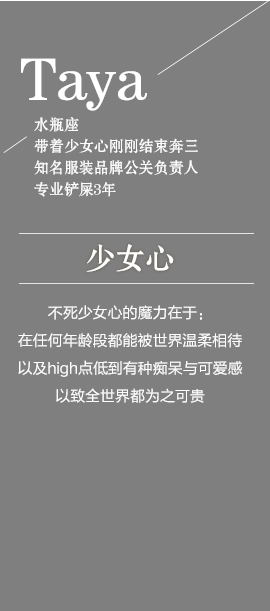 Taya
水瓶座
带着少女心刚刚结束奔三
知名服装品牌公关负责人
专业铲屎3年
少女心
不死少女心的魔力在于：
在任何年龄段都能被世界温柔相待
以及high点低到有种痴呆与可爱感
以致全世界都为之可贵